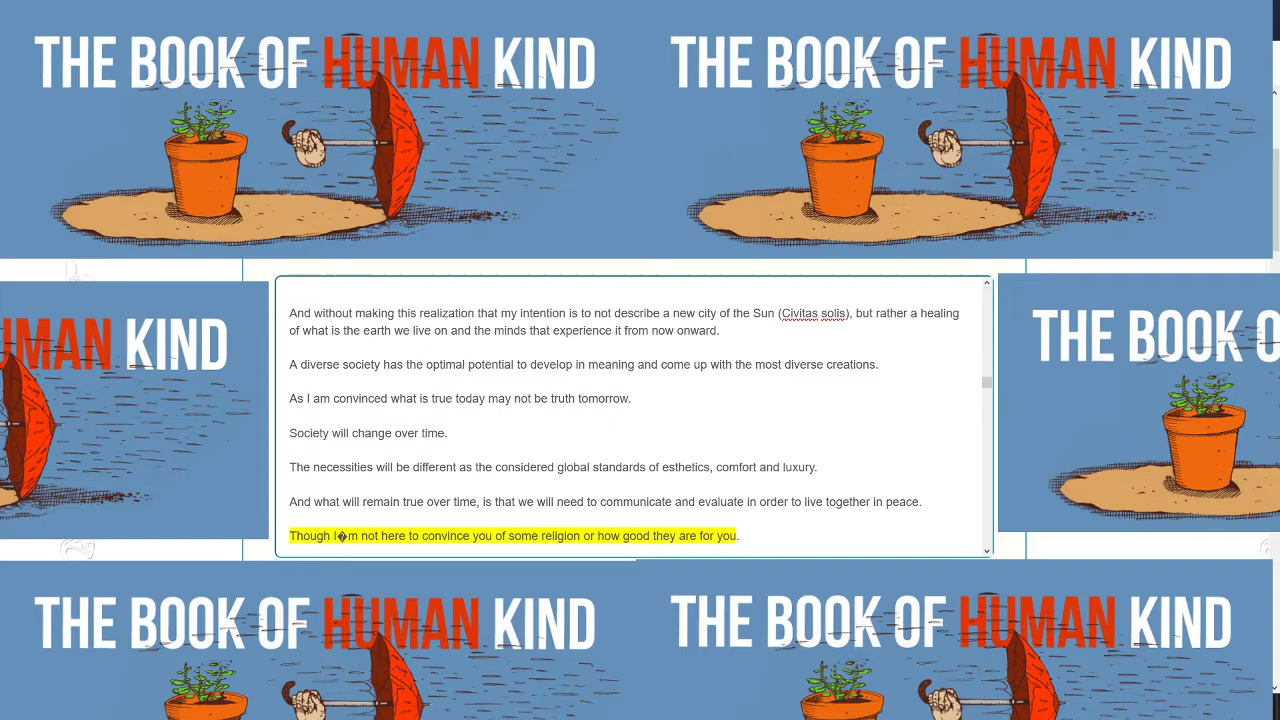 THE BOOK OF HUMAN KIND
THE BOOK OF HUMAN KIND
And without making this realization that my intention is to not describe a new city of the Sun (Civitas solis), but rather a healing
of what is the earth we live on and the minds that experience it from now onward.
A diverse society has the optimal potential to develop in meaning and come up with the most diverse creations.
As I am convinced what is true today may not be truth tomorrow.
Society will change over time.
The necessities will be different as the considered global standards of esthetics, comfort and luxury.
And what will remain true over time, is that we will need to communicate and evaluate in order to live together in peace.
Though I�m not here to convince you of some religion or how good they are for you.
UMAN KIND
THE BOOK O
THE BOOK OF HUMAN KIND
THE BOOK OF HUMAN KIND